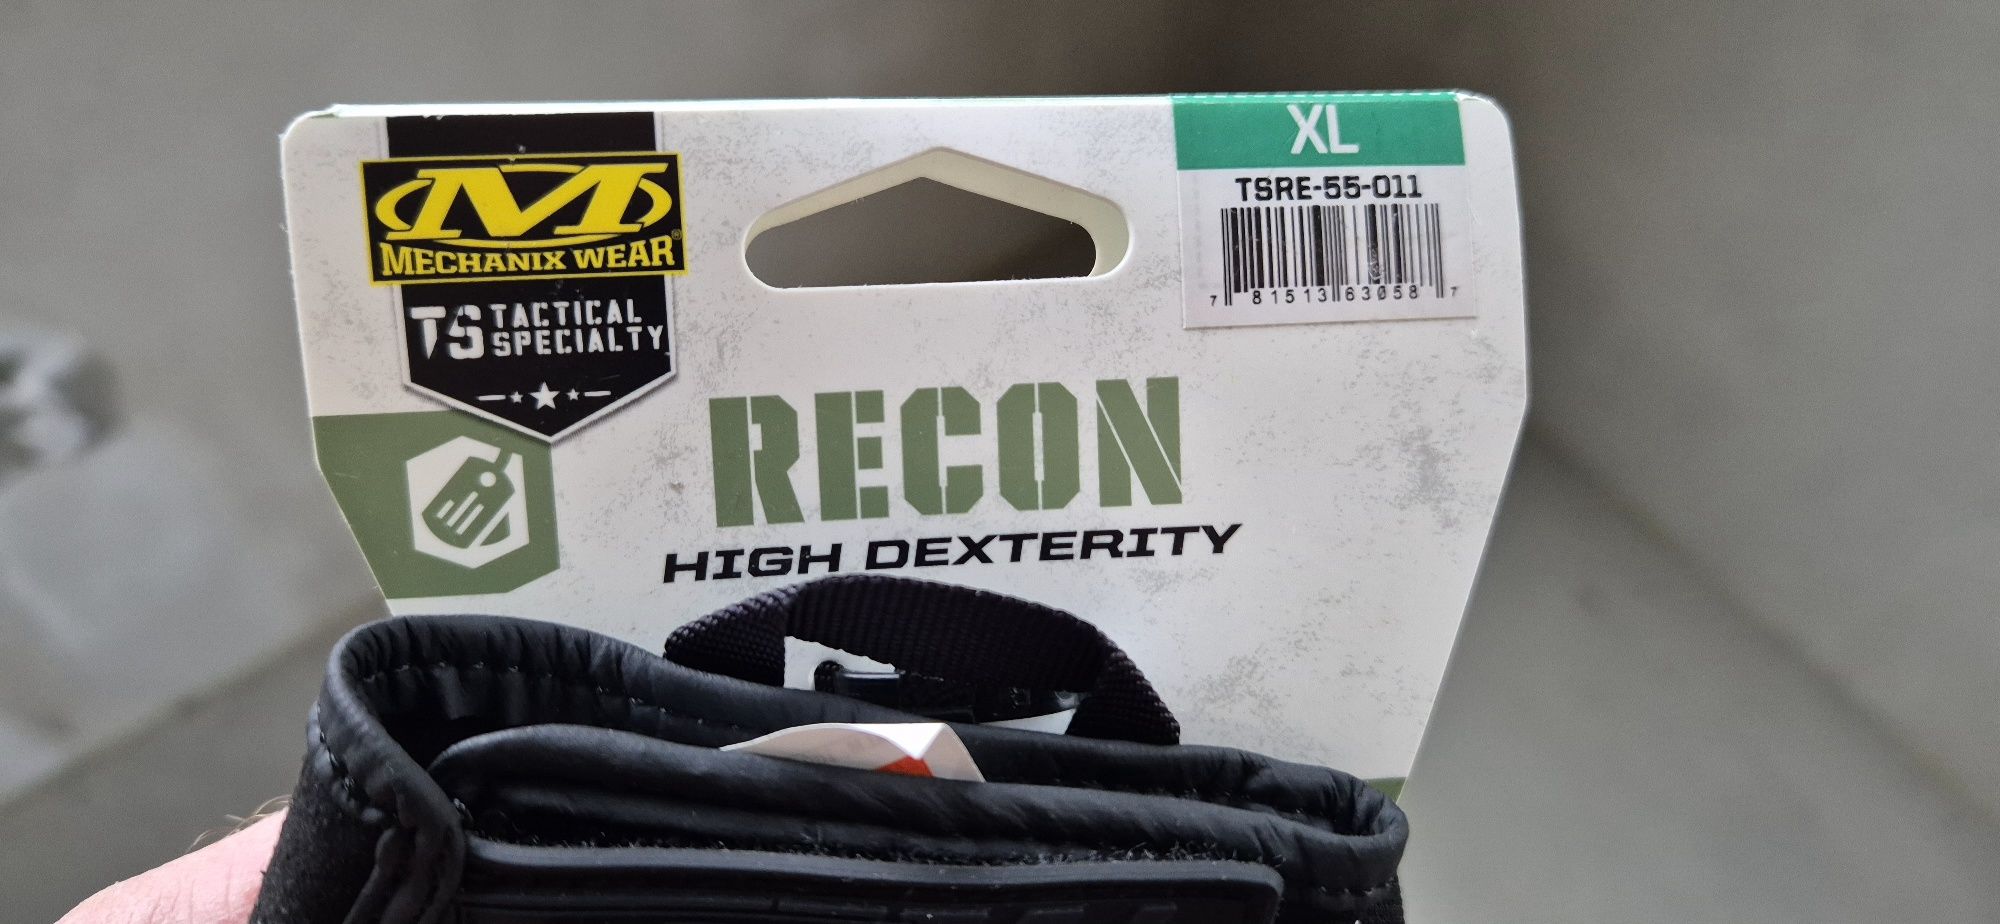 M
MECHANIX WEAR®
TS TACTICAL
SPECIALTY
XL
TSRE-55-011
7 81513 63058 7
RECON
HIGH DEXTERITY